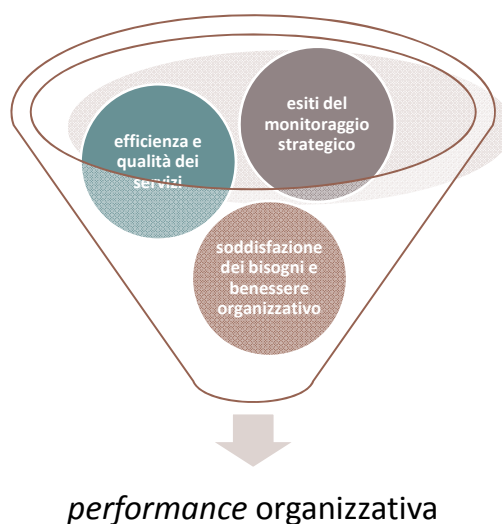 esiti del
monitoraggio
strategico
efficienza e
qualità dei
servizi
soddisfazione
dei bisogni e
benessere
organizzativo
performance organizzativa